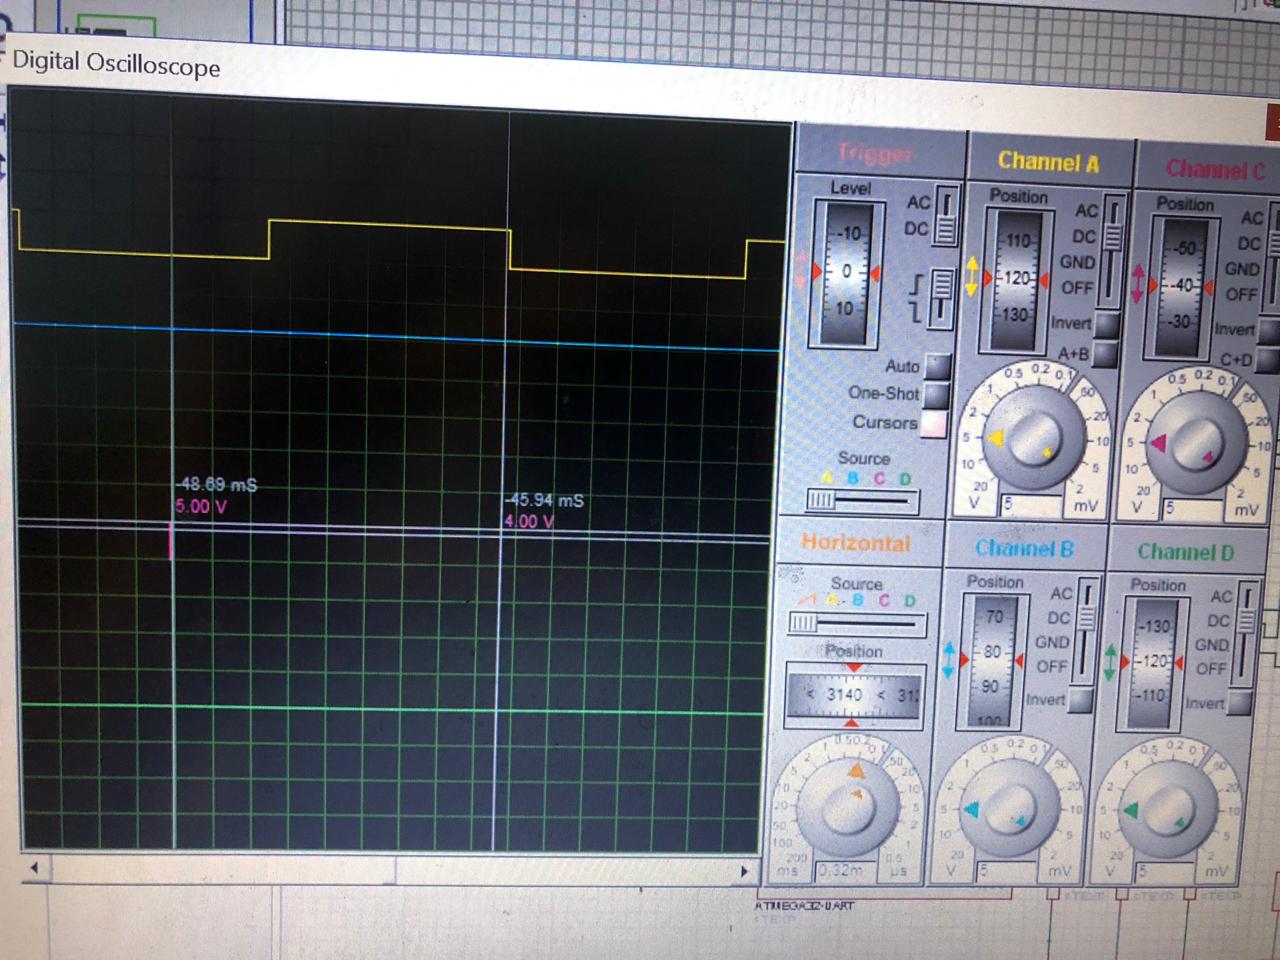 Digital Oscilloscope
Trigger
Level
AC
DC
-10
0
10
Auto
One-Shot
Cursors
Source
A B C D
Channel A
Position
AC
DC
GND
OFF
110
120
130
Invert
A+B
1 0.5 0.2 0.1
2 50
5 20
10 10
20 5
V 2
5 mV
Channel C
Position
AC
DC
GND
OFF
-50
-40
-30
Invert
C+D
1 0.5 0.2 0.1
2 50
5 20
10 10
20 5
V 2
5 mV
-48.69 mS
5.00 V
-45.94 mS
4.00 V
Horizontal
Source
A B C D
Position
< 3140 <
1 0.5 0.2 0.1
2 50
5 20
10 10
20 5
50 2
100 1
200 0.5
ms 0.32m µs
Channel B
Position
AC
DC
GND
OFF
70
80
90
100
Invert
1 0.5 0.2 0.1
2 50
5 20
10 10
20 5
V 2
5 mV
Channel D
Position
AC
DC
GND
OFF
-130
-120
-110
Invert
1 0.5 0.2 0.1
2 50
5 20
10 10
20 5
V 2
5 mV
ATMEGA32-UART
<TEXT>